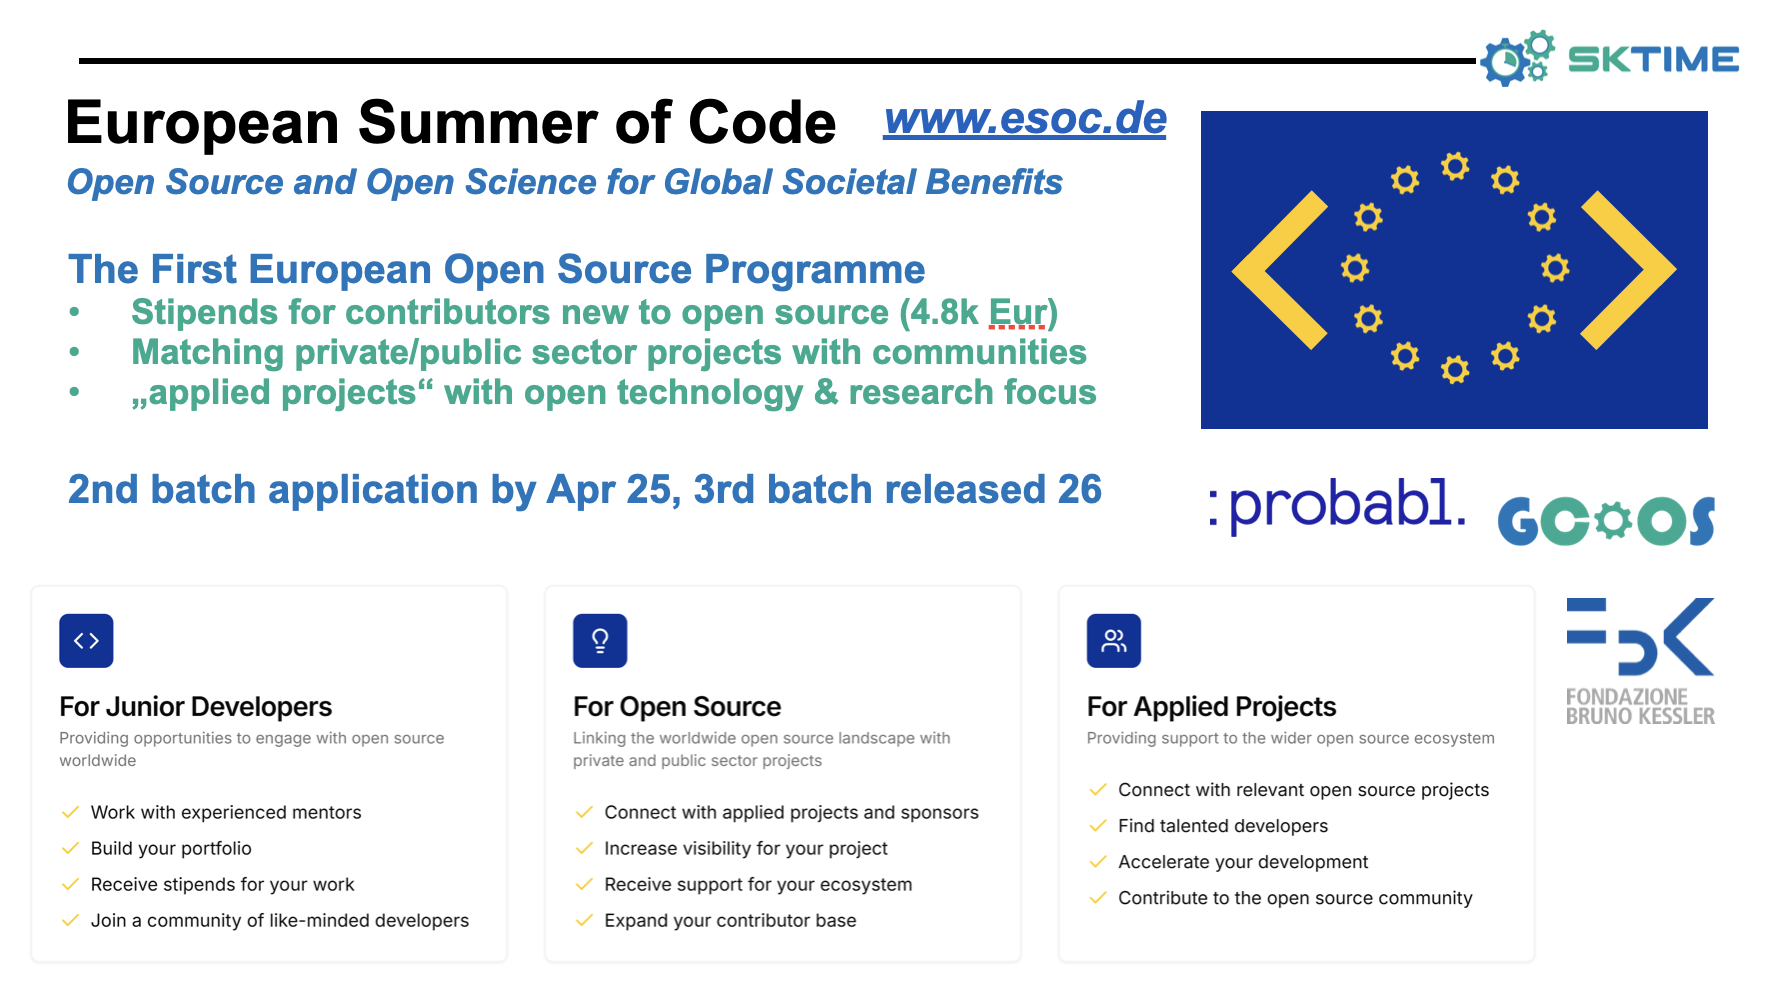 SKTIME
European Summer of Code www.esoc.de
Open Source and Open Science for Global Societal Benefits
The First European Open Source Programme
• Stipends for contributors new to open source (4.8k Eur)
• Matching private/public sector projects with communities
• „applied projects“ with open technology & research focus
2nd batch application by Apr 25, 3rd batch released 26
:probabl.
GCOOS
FBK
FONDAZIONE
BRUNO KESSLER
For Junior Developers
Providing opportunities to engage with open source
worldwide
Work with experienced mentors
Build your portfolio
Receive stipends for your work
Join a community of like-minded developers
For Open Source
Linking the worldwide open source landscape with
private and public sector projects
Connect with applied projects and sponsors
Increase visibility for your project
Receive support for your ecosystem
Expand your contributor base
For Applied Projects
Providing support to the wider open source ecosystem
Connect with relevant open source projects
Find talented developers
Accelerate your development
Contribute to the open source community